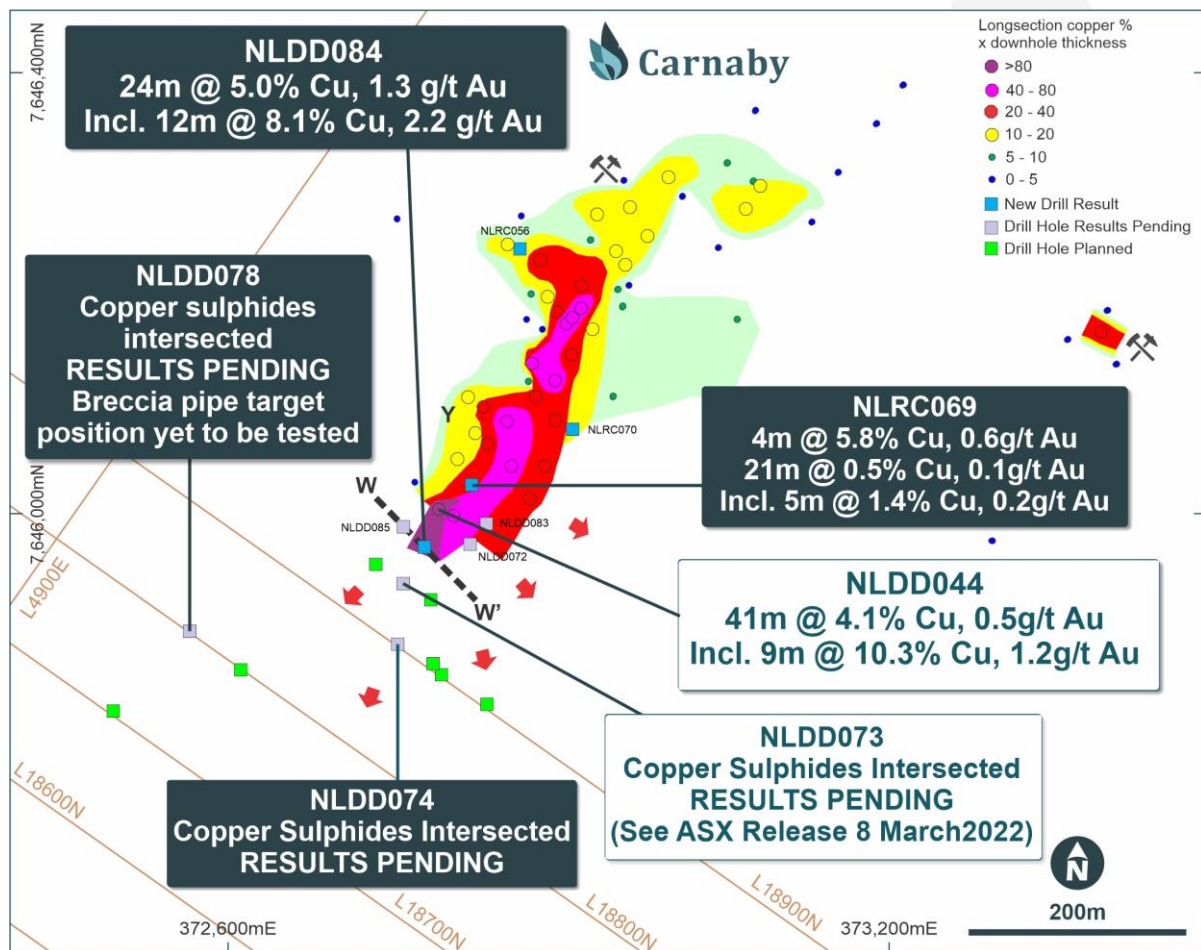 NLDD084
24m @ 5.0% Cu, 1.3 g/t Au
Incl. 12m @ 8.1% Cu, 2.2 g/t Au
Carnaby
Longsection copper %
x downhole thickness
>80
40 - 80
20 - 40
10 - 20
5 - 10
0 - 5
New Drill Result
Drill Hole Results Pending
Drill Hole Planned
7,646,400mN
NLRC056
NLDD078
Copper sulphides
intersected
RESULTS PENDING
Breccia pipe target
position yet to be tested
Y
NLRC070
NLRC069
4m @ 5.8% Cu, 0.6g/t Au
21m @ 0.5% Cu, 0.1g/t Au
Incl. 5m @ 1.4% Cu, 0.2g/t Au
W
7,646,000mN
NLDD085
NLDD083
NLDD072
W'
L4900E
NLDD044
41m @ 4.1% Cu, 0.5g/t Au
Incl. 9m @ 10.3% Cu, 1.2g/t Au
NLDD073
Copper Sulphides Intersected
RESULTS PENDING
(See ASX Release 8 March2022)
NLDD074
Copper Sulphides Intersected
RESULTS PENDING
L18600N
L18700N
L18800N
L18900N
N
200m
372,600mE
373,200mE